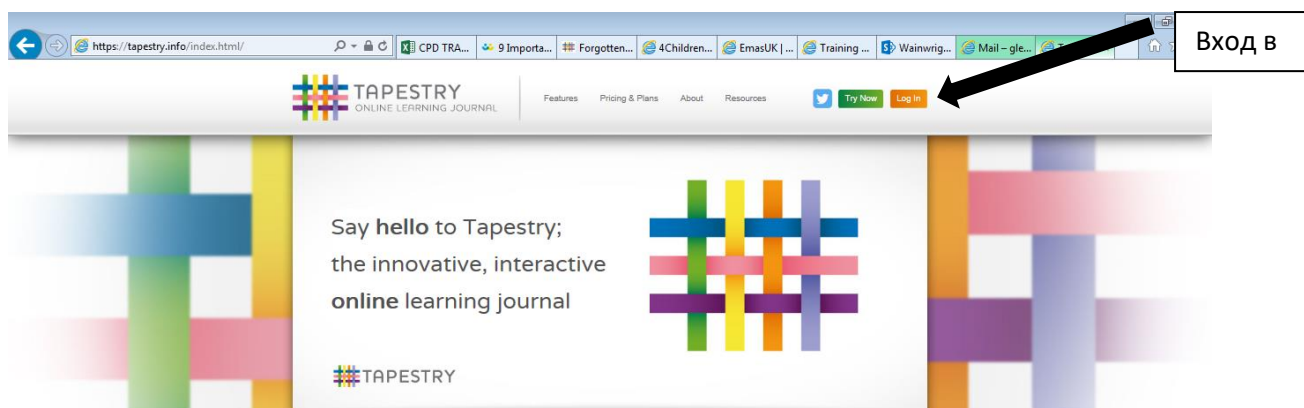 Вход в
https://tapestry.info/index.html/
CPD TRA... 9 Importa... Forgotten... 4Children... EmasUK | ... Training ... Wainwrig... Mail – gle...
TAPESTRY
ONLINE LEARNING JOURNAL
Features Pricing & Plans About Resources Try Now Log In
Say hello to Tapestry;
the innovative, interactive
online learning journal
TAPESTRY